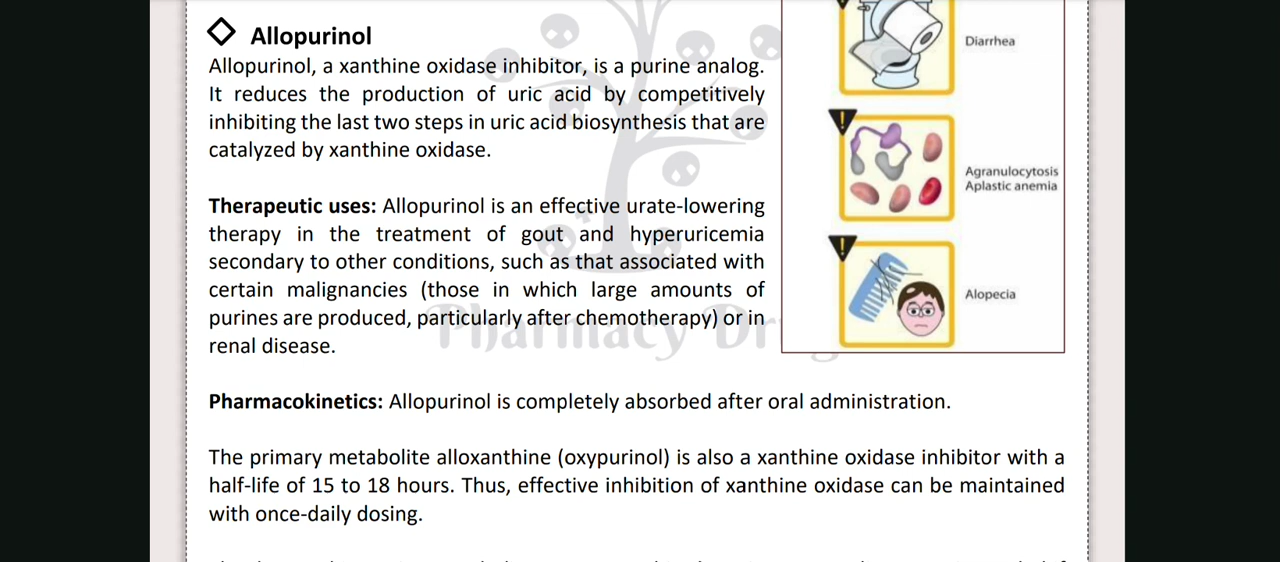 Allopurinol
Allopurinol, a xanthine oxidase inhibitor, is a purine analog.
It reduces the production of uric acid by competitively
inhibiting the last two steps in uric acid biosynthesis that are
catalyzed by xanthine oxidase.
Therapeutic uses: Allopurinol is an effective urate-lowering
therapy in the treatment of gout and hyperuricemia
secondary to other conditions, such as that associated with
certain malignancies (those in which large amounts of
purines are produced, particularly after chemotherapy) or in
renal disease.
Diarrhea
Agranulocytosis
Aplastic anemia
Alopecia
Pharmacy Dr
Pharmacokinetics: Allopurinol is completely absorbed after oral administration.
The primary metabolite alloxanthine (oxypurinol) is also a xanthine oxidase inhibitor with a
half-life of 15 to 18 hours. Thus, effective inhibition of xanthine oxidase can be maintained
with once-daily dosing.